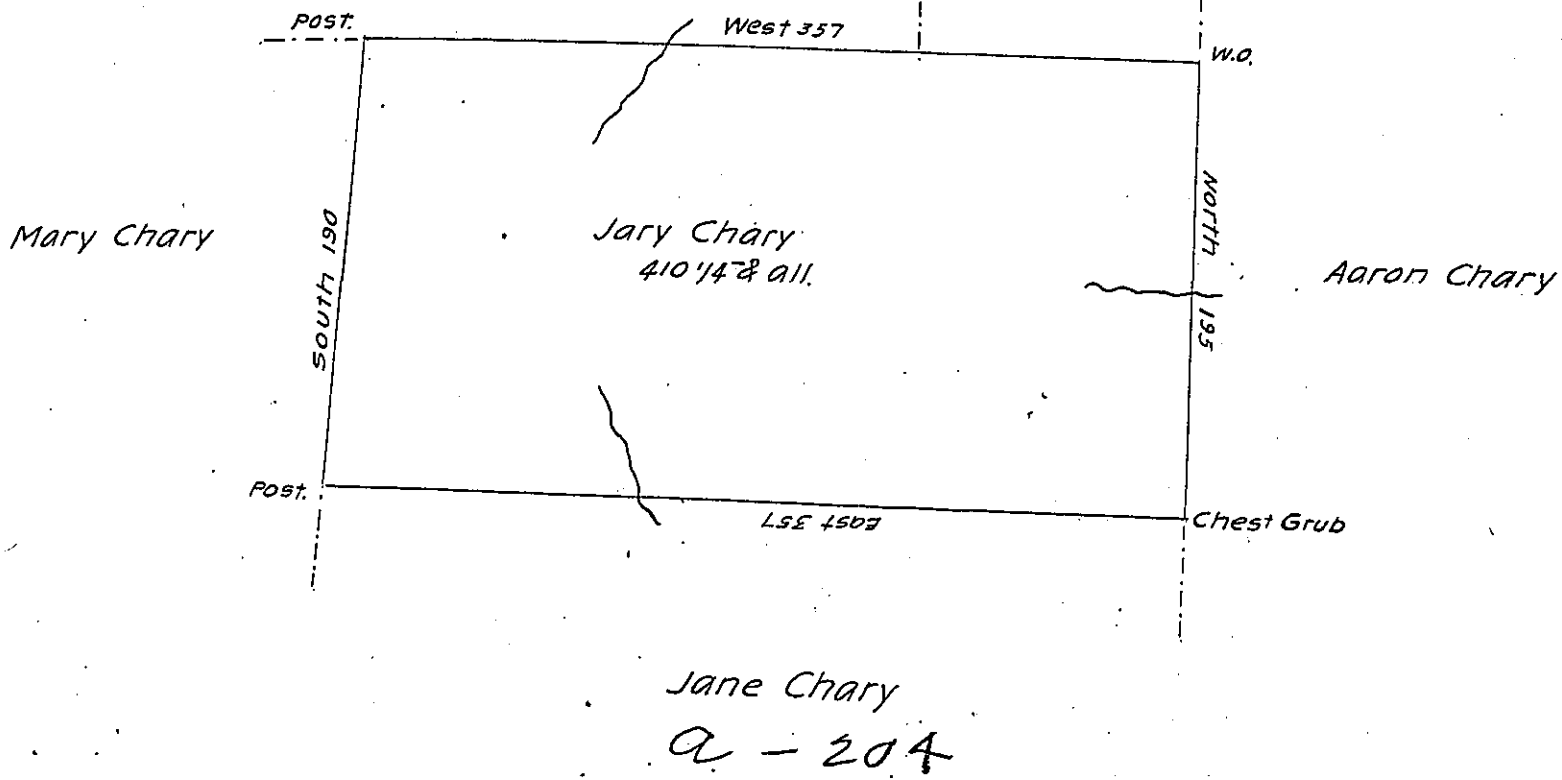 Post.
West 357
W.O.
North 195
South 190
Mary Chary
Jary Chary
410 1/4 & all.
Aaron Chary
Post.
East 357
Chest Grub
Jane Chary
a - 204